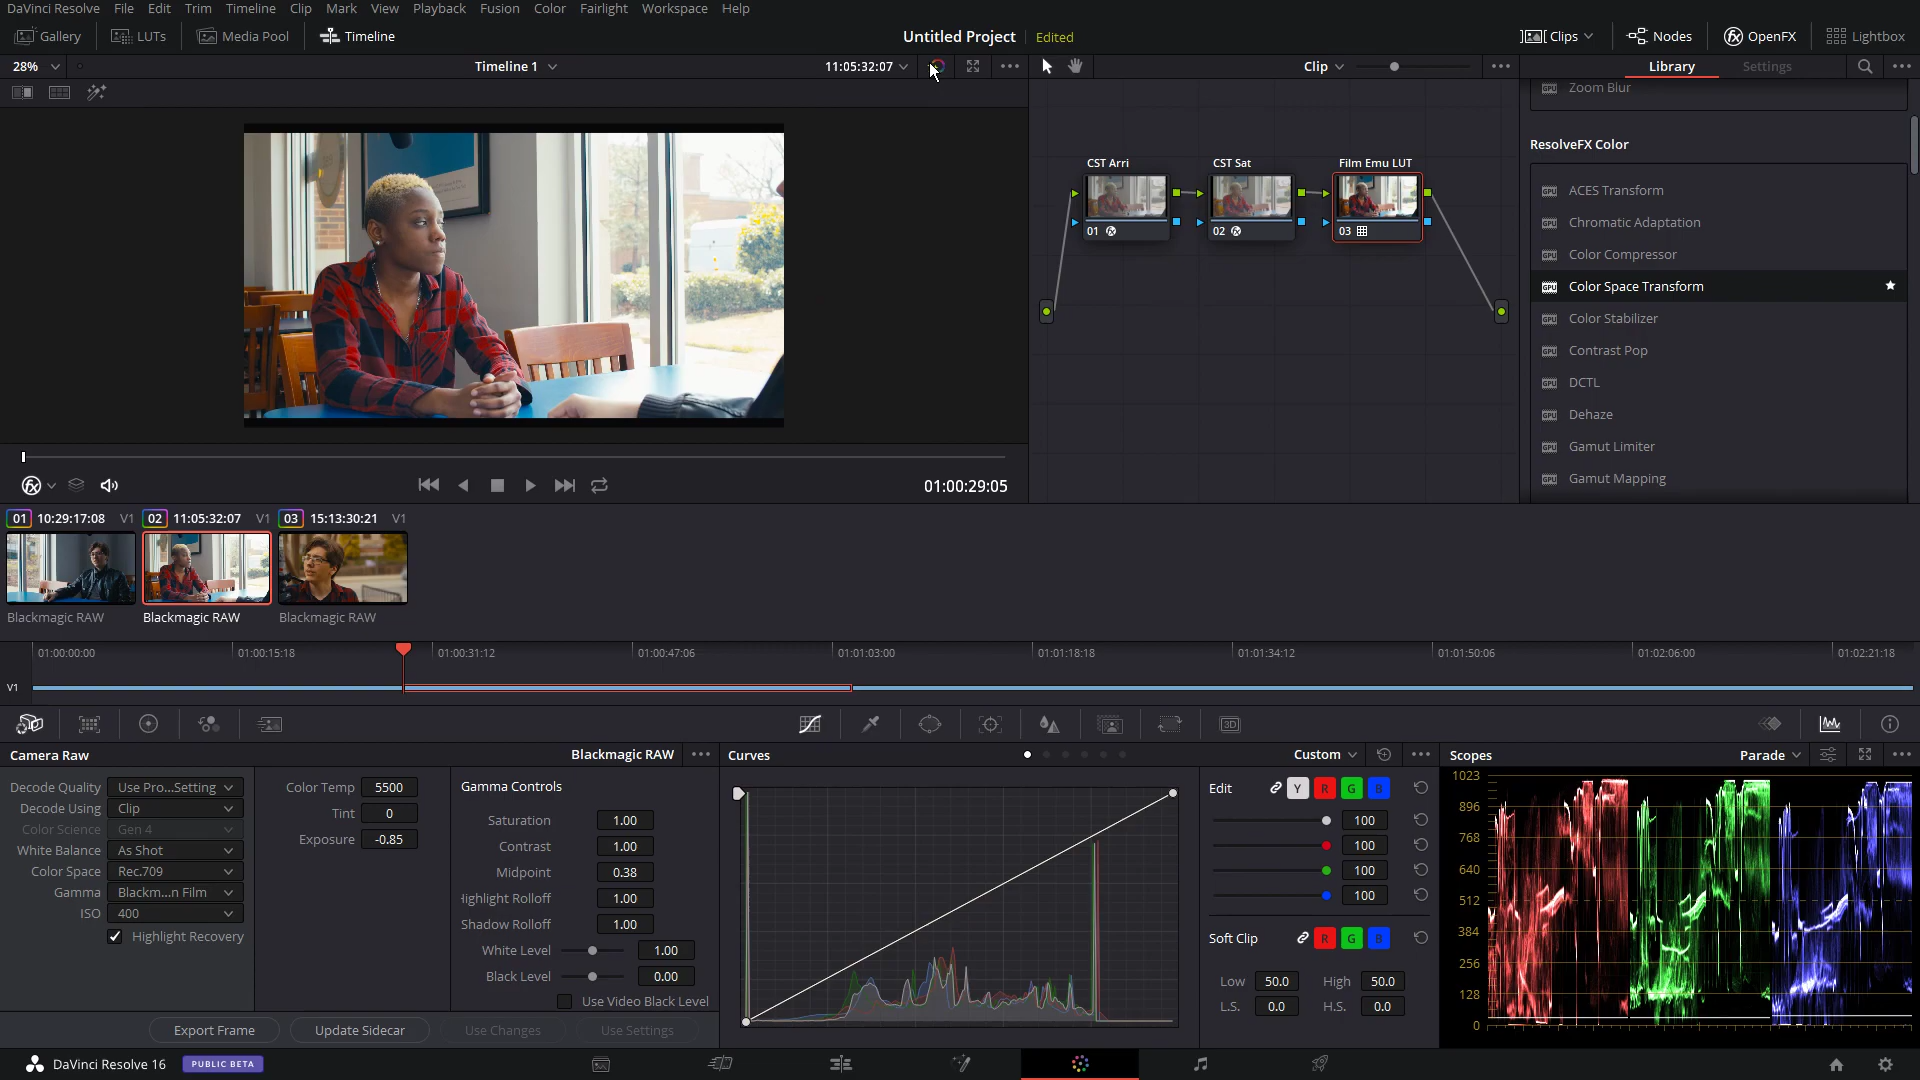 DaVinci Resolve File Edit Trim Timeline Clip Mark View Playback Fusion Color Fairlight Workspace Help
Gallery LUTs Media Pool Timeline Untitled Project Edited Clips Nodes OpenFX Lightbox
28% Timeline 1 11:05:32:07 Clip Library Settings
Zoom Blur
ResolveFX Color
ACES Transform
Chromatic Adaptation
Color Compressor
Color Space Transform
Color Stabilizer
Contrast Pop
DCTL
Dehaze
Gamut Limiter
Gamut Mapping
CST Arri CST Sat Film Emu LUT
01 02 03
01:00:29:05
01 10:29:17:08 V1 02 11:05:32:07 V1 03 15:13:30:21 V1
Blackmagic RAW Blackmagic RAW Blackmagic RAW
01:00:00:00 01:00:15:18 01:00:31:12 01:00:47:06 01:01:03:00 01:01:18:18 01:01:34:12 01:01:50:06 01:02:06:00 01:02:21:18
V1
3D
Camera Raw Blackmagic RAW
Decode Quality Use Pro...Setting
Decode Using Clip
Color Science Gen 4
White Balance As Shot
Color Space Rec.709
Gamma Blackm...n Film
ISO 400
Highlight Recovery
Color Temp 5500
Tint 0
Exposure -0.85
Gamma Controls
Saturation 1.00
Contrast 1.00
Midpoint 0.38
Highlight Rolloff 1.00
Shadow Rolloff 1.00
White Level 1.00
Black Level 0.00
Use Video Black Level
Export Frame Update Sidecar Use Changes Use Settings
Curves Custom
Edit Y R G B
100
100
100
100
Soft Clip R G B
Low 50.0 High 50.0
L.S. 0.0 H.S. 0.0
Scopes Parade
1023
896
768
640
512
384
256
128
0
DaVinci Resolve 16 PUBLIC BETA